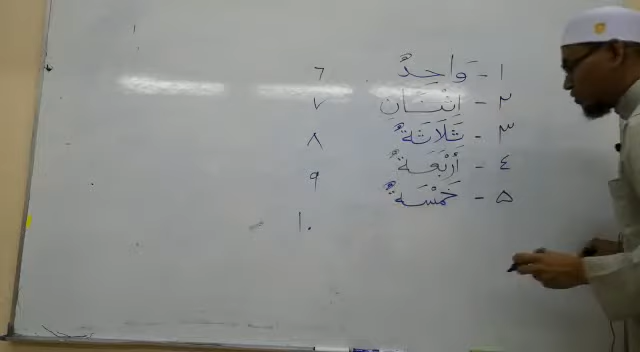 ١ - وَاحِدٌ
٢ - اِثْنَانِ
٣ - ثَلَاثَةٌ
٤ - أَرْبَعَةٌ
٥ - خَمْسَةٌ
٦
٧
٨
٩
١٠